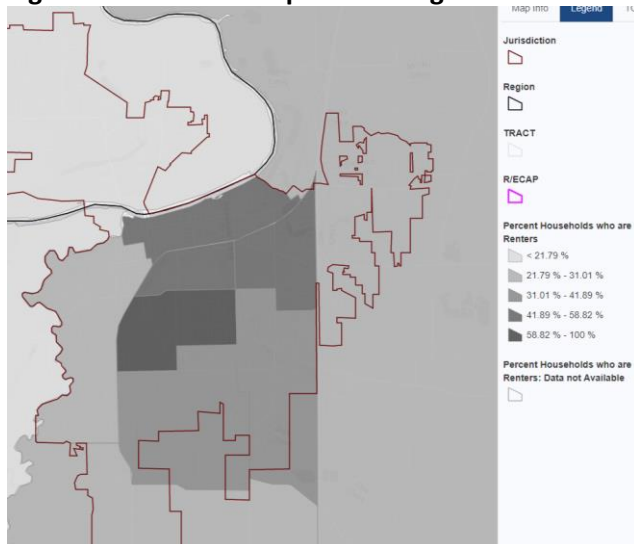 Map Info Legend
Jurisdiction
Region
TRACT
R/ECAP
Percent Households who are
Renters
< 21.79 %
21.79 % - 31.01 %
31.01 % - 41.89 %
41.89 % - 58.82 %
58.82 % - 100 %
Percent Households who are
Renters: Data not Available